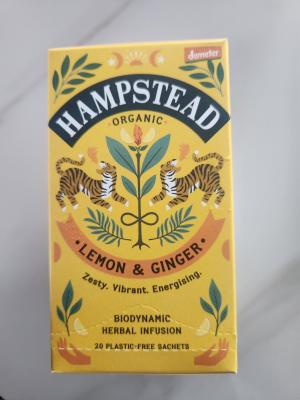 demeter
HAMPSTEAD
·ORGANIC·
·LEMON & GINGER·
Zesty. Vibrant. Energising.
BIODYNAMIC
HERBAL INFUSION
20 PLASTIC-FREE SACHETS